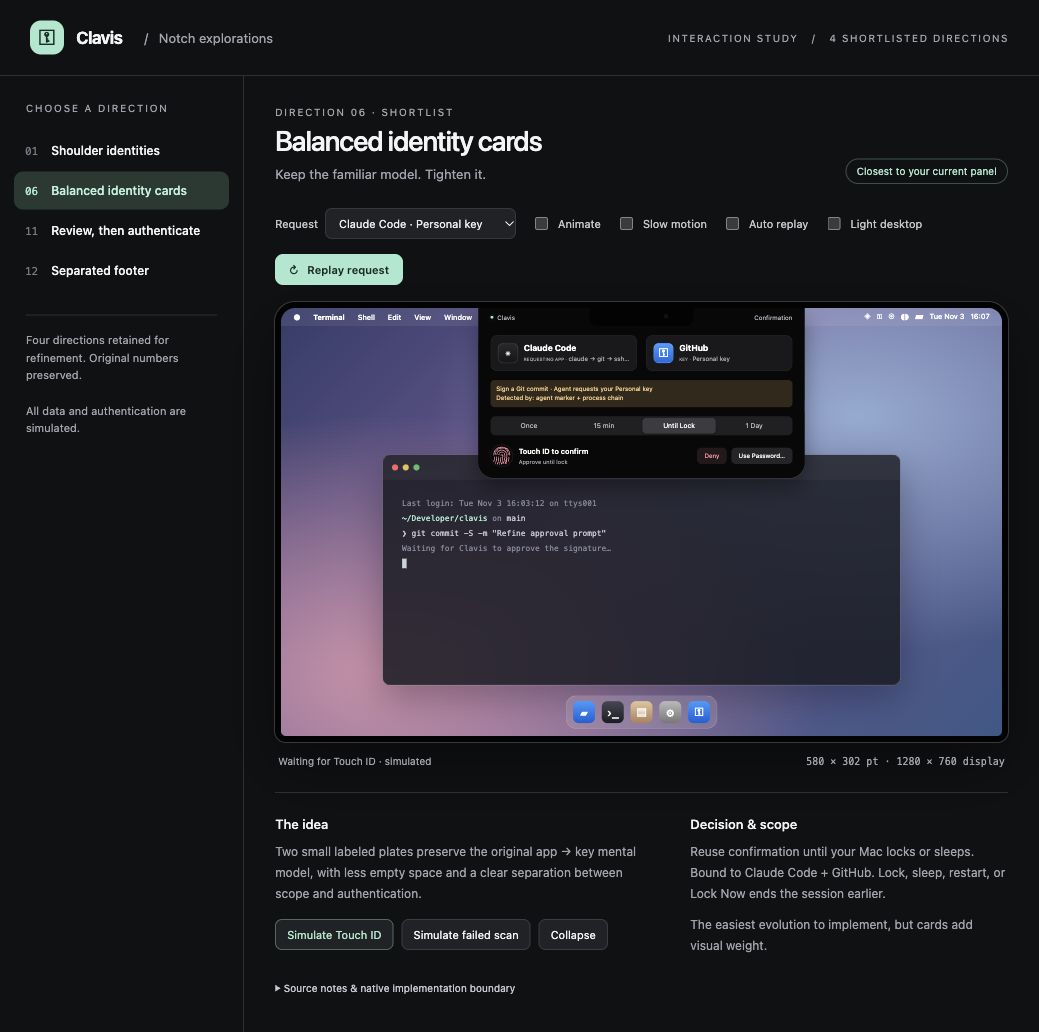 Clavis / Notch explorations
INTERACTION STUDY / 4 SHORTLISTED DIRECTIONS
CHOOSE A DIRECTION
01 Shoulder identities
06 Balanced identity cards
11 Review, then authenticate
12 Separated footer
Four directions retained for
refinement. Original numbers
preserved.
All data and authentication are
simulated.
DIRECTION 06 · SHORTLIST
Balanced identity cards
Keep the familiar model. Tighten it.
Closest to your current panel
Request Claude Code · Personal key Animate Slow motion Auto replay Light desktop
↻ Replay request
Terminal Shell Edit View Window
Tue Nov 3 16:07
Clavis Confirmation
Claude Code
REQUESTING APP · claude → git → ssh…
GitHub
KEY · Personal key
Sign a Git commit · Agent requests your Personal key
Detected by: agent marker + process chain
Once 15 min Until Lock 1 Day
Touch ID to confirm
Approve until lock
Deny Use Password…
Last login: Tue Nov 3 16:03:12 on ttys001
~/Developer/clavis on main
❯ git commit -S -m "Refine approval prompt"
Waiting for Clavis to approve the signature…
Waiting for Touch ID · simulated
580 × 302 pt · 1280 × 760 display
The idea
Two small labeled plates preserve the original app → key mental
model, with less empty space and a clear separation between
scope and authentication.
Simulate Touch ID Simulate failed scan Collapse
Decision & scope
Reuse confirmation until your Mac locks or sleeps.
Bound to Claude Code + GitHub. Lock, sleep, restart, or
Lock Now ends the session earlier.
The easiest evolution to implement, but cards add
visual weight.
▸ Source notes & native implementation boundary